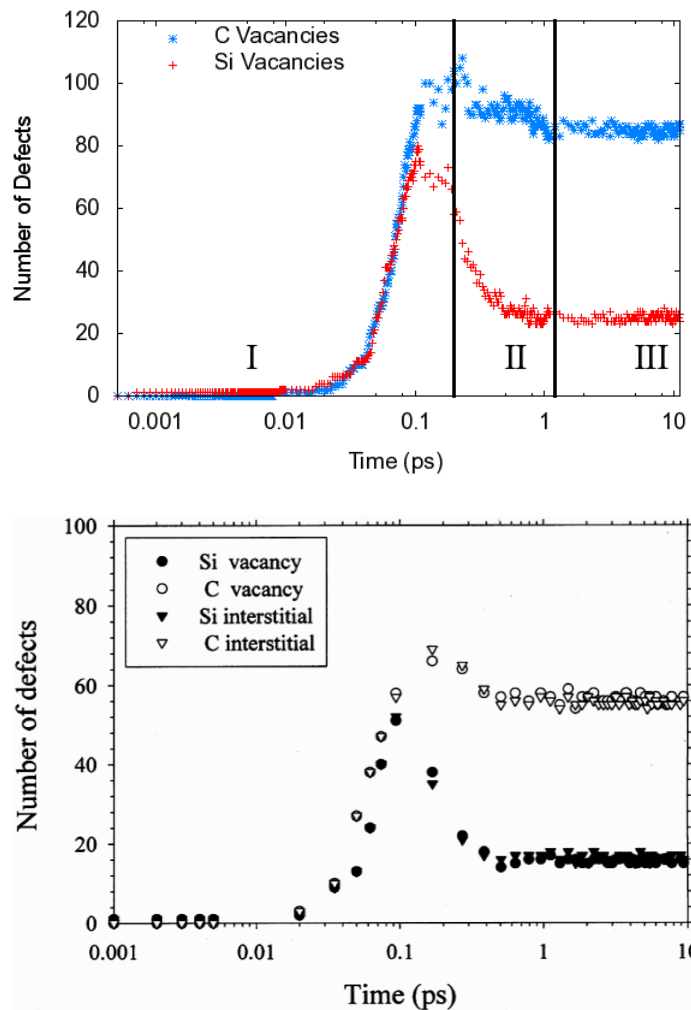 C Vacancies
Si Vacancies
120
100
80
60
40
20
0
Number of Defects
I
II
III
0.001
0.01
0.1
1
10
Time (ps)
100
80
60
40
20
0
Number of defects
Si vacancy
C vacancy
Si interstitial
C interstitial
0.001
0.01
0.1
1
10
Time (ps)